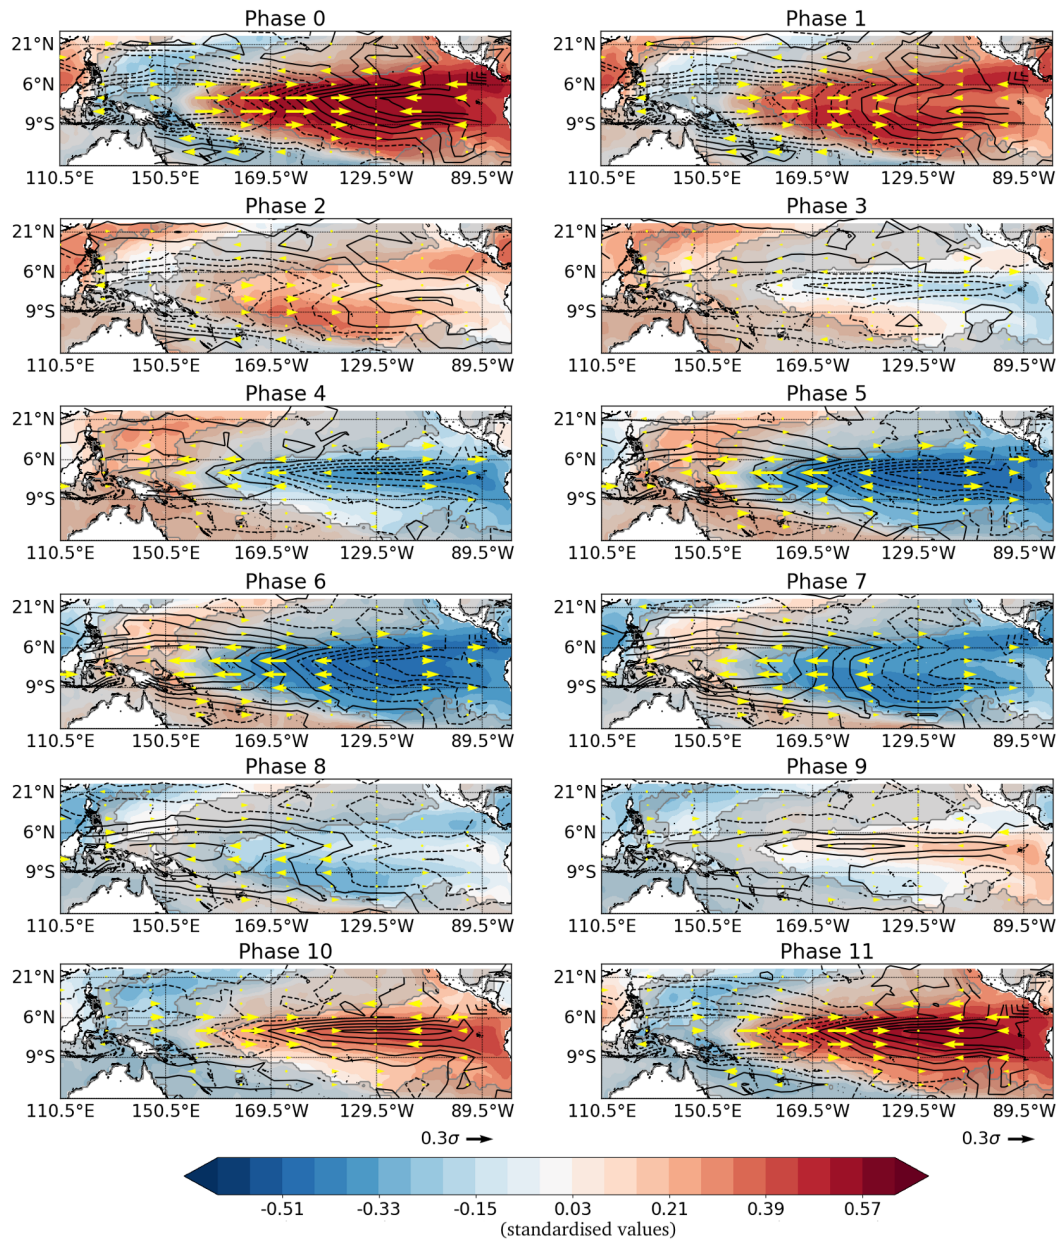 Phase 0 Phase 1
21°N 21°N
6°N 6°N
9°S 9°S
110.5°E 150.5°E 169.5°W 129.5°W 89.5°W 110.5°E 150.5°E 169.5°W 129.5°W 89.5°W
Phase 2 Phase 3
21°N 21°N
6°N 6°N
9°S 9°S
110.5°E 150.5°E 169.5°W 129.5°W 89.5°W 110.5°E 150.5°E 169.5°W 129.5°W 89.5°W
Phase 4 Phase 5
21°N 21°N
6°N 6°N
9°S 9°S
110.5°E 150.5°E 169.5°W 129.5°W 89.5°W 110.5°E 150.5°E 169.5°W 129.5°W 89.5°W
Phase 6 Phase 7
21°N 21°N
6°N 6°N
9°S 9°S
110.5°E 150.5°E 169.5°W 129.5°W 89.5°W 110.5°E 150.5°E 169.5°W 129.5°W 89.5°W
Phase 8 Phase 9
21°N 21°N
6°N 6°N
9°S 9°S
110.5°E 150.5°E 169.5°W 129.5°W 89.5°W 110.5°E 150.5°E 169.5°W 129.5°W 89.5°W
Phase 10 Phase 11
21°N 21°N
6°N 6°N
9°S 9°S
110.5°E 150.5°E 169.5°W 129.5°W 89.5°W 110.5°E 150.5°E 169.5°W 129.5°W 89.5°W
0.3σ 0.3σ
-0.51 -0.33 -0.15 0.03 0.21 0.39 0.57
(standardised values)